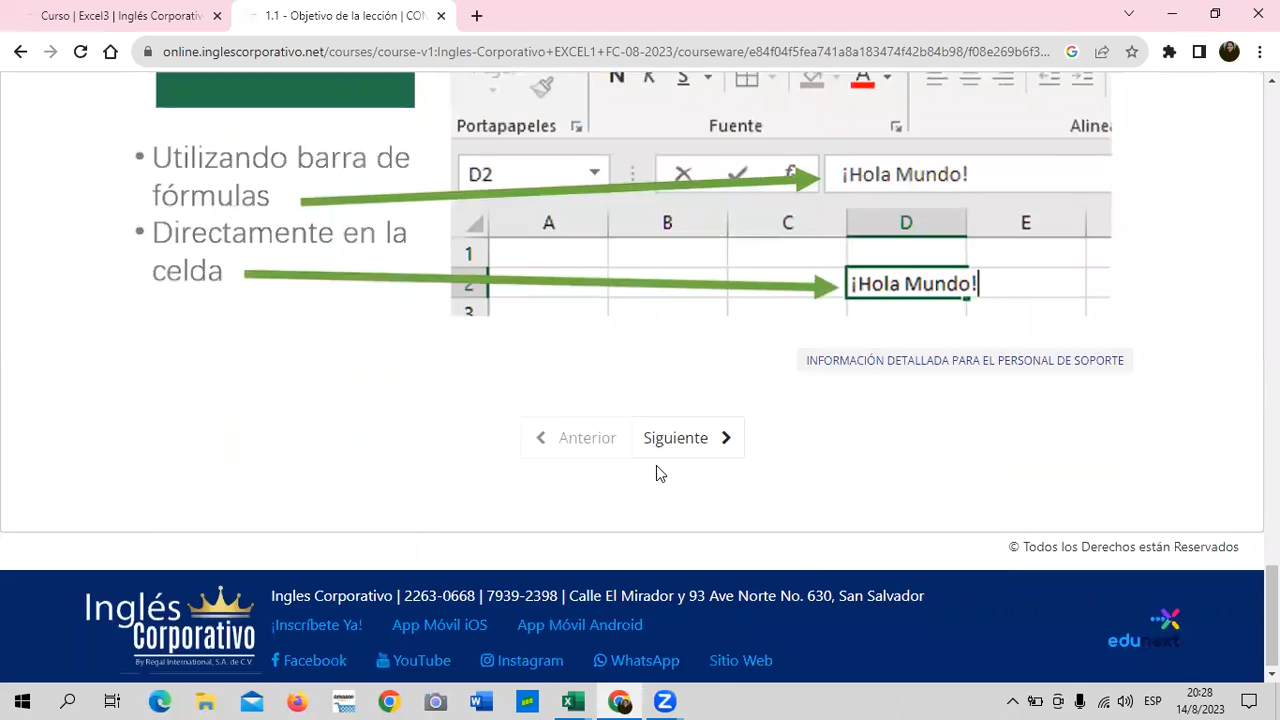 Curso | Excel3 | Ingles Corporativ
1.1 - Objetivo de la lección | CON
online.inglescorporativo.net/courses/course-v1:Ingles-Corporativo+EXCEL1+FC-08-2023/courseware/e84f04f5fea741a8a183474f42b84b98/f08e269b6f3...
N K S A
Portapapeles Fuente Alinea
D2 ¡Hola Mundo!
• Utilizando barra de
fórmulas
• Directamente en la
celda
A B C D E
1
2 ¡Hola Mundo!
3
INFORMACIÓN DETALLADA PARA EL PERSONAL DE SOPORTE
Anterior Siguiente
© Todos los Derechos están Reservados
Inglés
Corporativo
By Regal International, S.A. de C.V.
Ingles Corporativo | 2263-0668 | 7939-2398 | Calle El Mirador y 93 Ave Norte No. 630, San Salvador
¡Inscríbete Ya! App Móvil iOS App Móvil Android
Facebook YouTube Instagram WhatsApp Sitio Web
edunext
ESP
20:28
14/8/2023